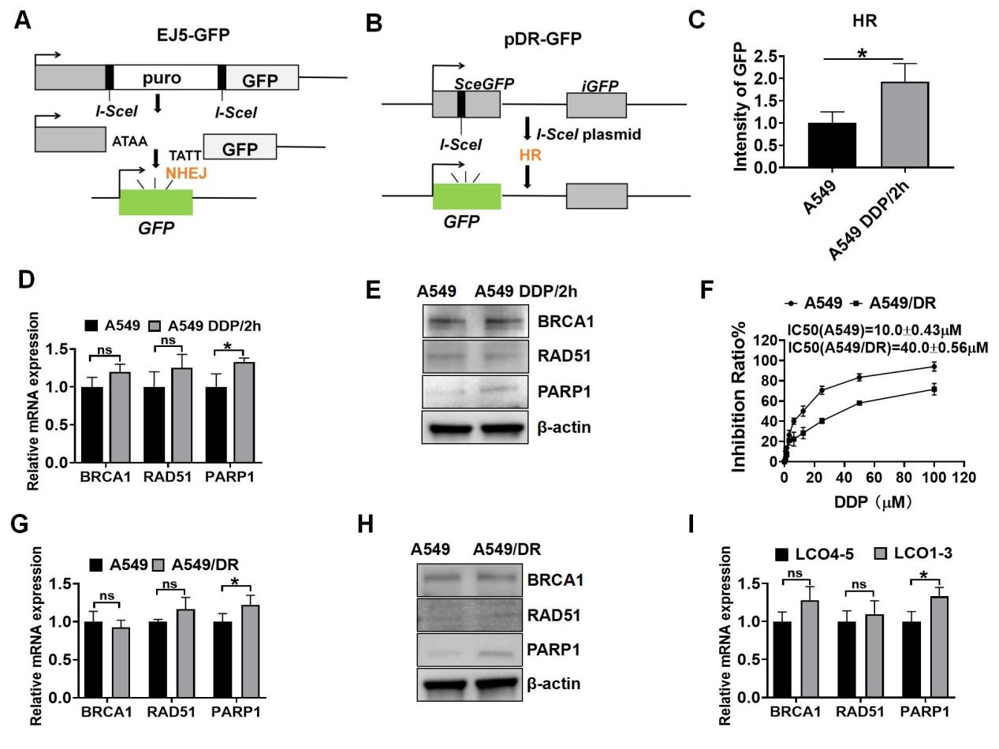 A
EJ5-GFP
puro
GFP
I-SceI
I-SceI
ATAA
TATT
GFP
NHEJ
GFP
B
pDR-GFP
SceGFP
iGFP
I-SceI
I-SceI plasmid
HR
GFP
C
HR
Intensity of GFP
2.5
2.0
1.5
1.0
0.5
0.0
*
A549
A549 DDP/2h
D
A549
A549 DDP/2h
Relative mRNA expression
1.5
1.0
0.5
0.0
ns
ns
*
BRCA1
RAD51
PARP1
E
A549 A549 DDP/2h
BRCA1
RAD51
PARP1
β-actin
F
A549
A549/DR
IC50(A549)=10.0±0.43μM
IC50(A549/DR)=40.0±0.56μM
Inhibition Ratio%
120
100
80
60
40
20
0
0 20 40 60 80 100 120
DDP（μM）
G
A549
A549/DR
Relative mRNA expression
1.5
1.0
0.5
0.0
ns
ns
*
BRCA1
RAD51
PARP1
H
A549 A549/DR
BRCA1
RAD51
PARP1
β-actin
I
LCO4-5
LCO1-3
Relative mRNA expression
1.5
1.0
0.5
0.0
ns
ns
*
BRCA1
RAD51
PARP1